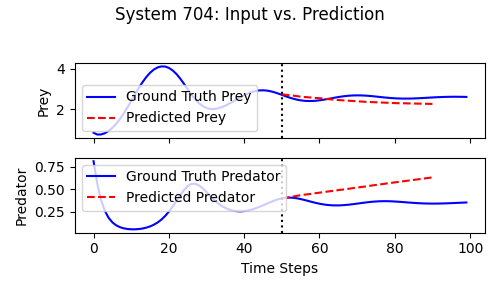 System 704: Input vs. Prediction
4
2
Prey
Ground Truth Prey
Predicted Prey
0.75
0.50
0.25
Predator
Ground Truth Predator
Predicted Predator
0 20 40 60 80 100
Time Steps